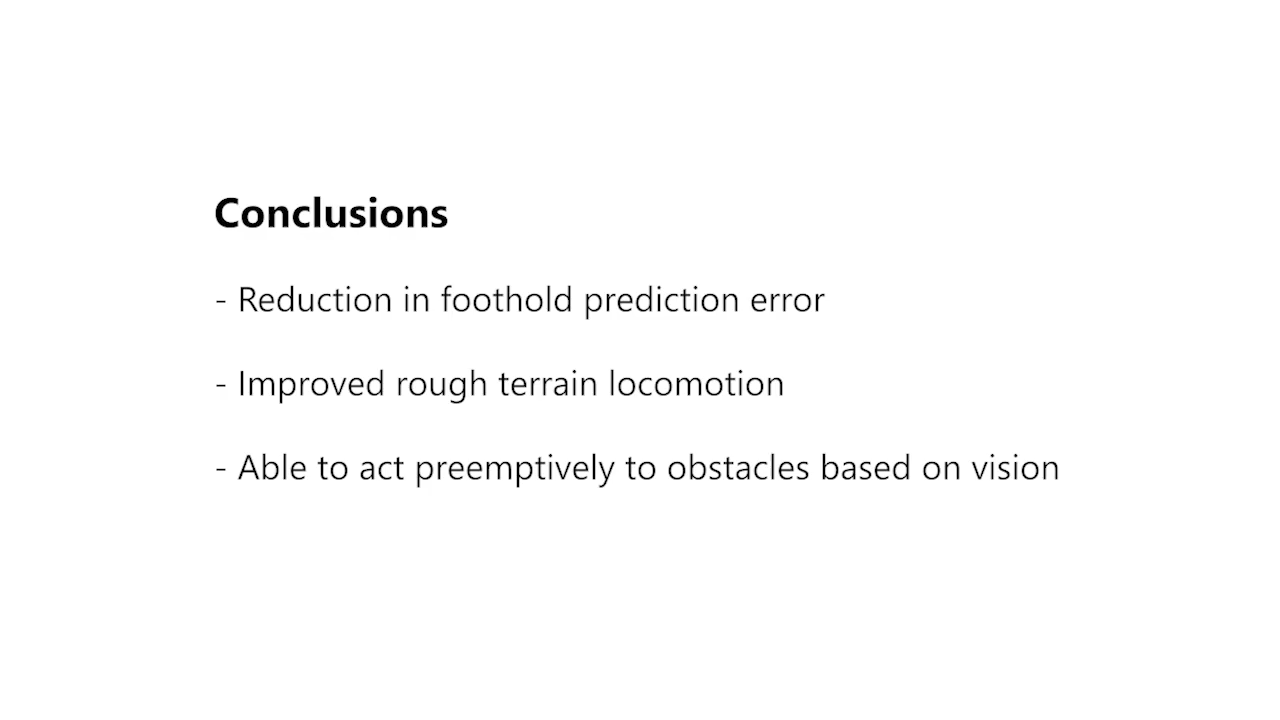 Conclusions
- Reduction in foothold prediction error
- Improved rough terrain locomotion
- Able to act preemptively to obstacles based on vision